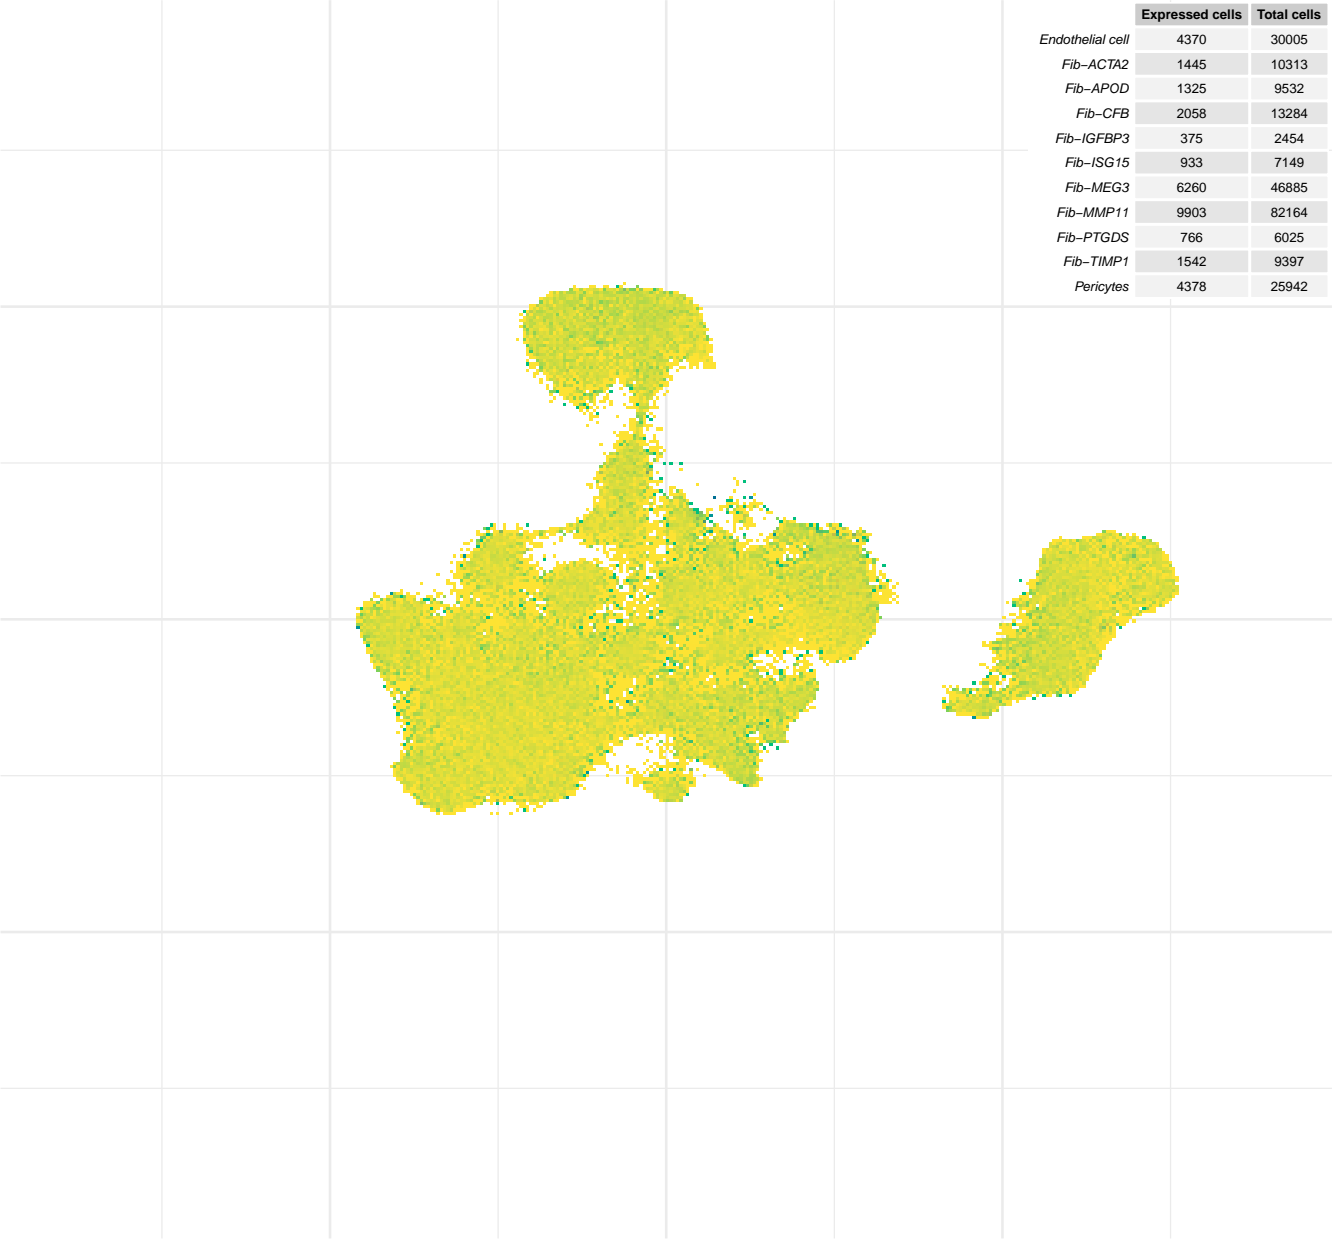 Expressed cells Total cells
Endothelial cell 4370 30005
Fib−ACTA2 1445 10313
Fib−APOD 1325 9532
Fib−CFB 2058 13284
Fib−IGFBP3 375 2454
Fib−ISG15 933 7149
Fib−MEG3 6260 46885
Fib−MMP11 9903 82164
Fib−PTGDS 766 6025
Fib−TIMP1 1542 9397
Pericytes 4378 25942